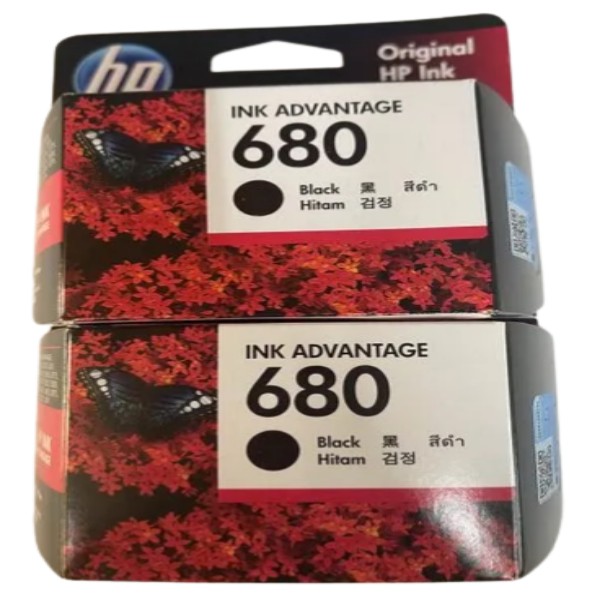 hp
Original
HP Ink
INK ADVANTAGE
680
Black 黑 สีดำ
Hitam 검정
INK ADVANTAGE
680
Black 黑 สีดำ
Hitam 검정